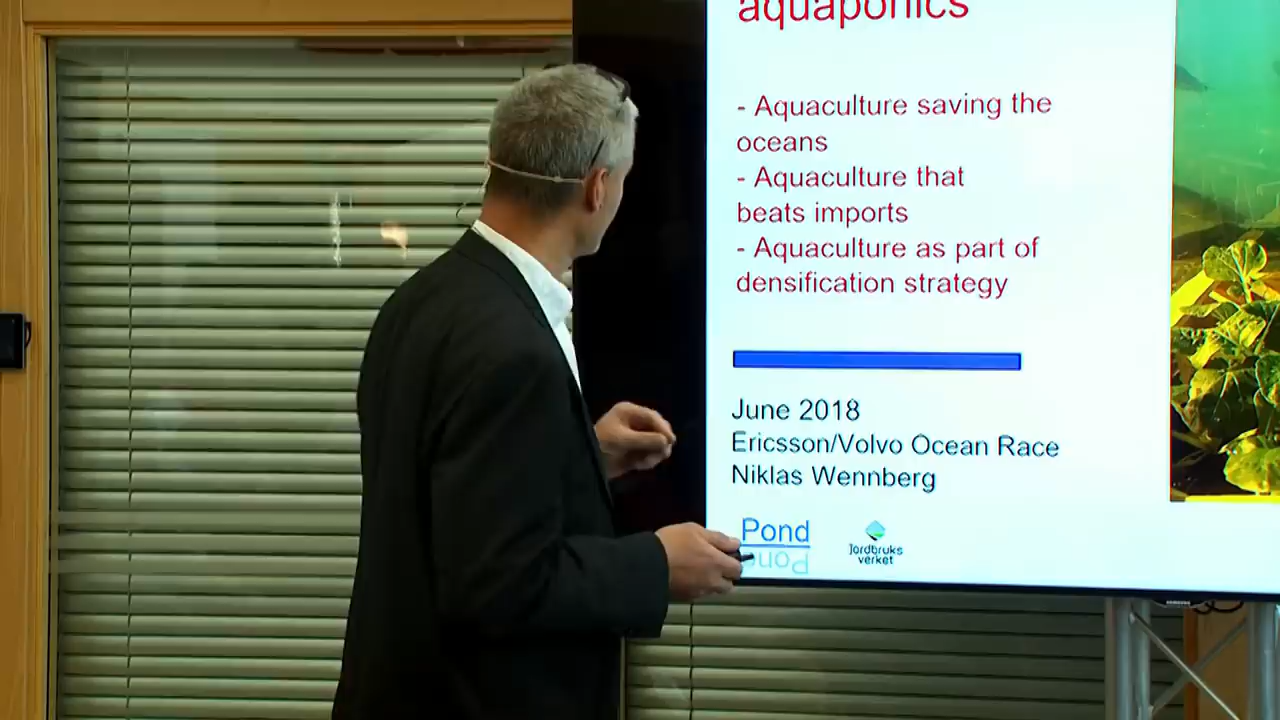 aquaponics
- Aquaculture saving the
oceans
- Aquaculture that
beats imports
- Aquaculture as part of
densification strategy
June 2018
Ericsson/Volvo Ocean Race
Niklas Wennberg
Pond
Jordbruks
verket
SAMSUNG